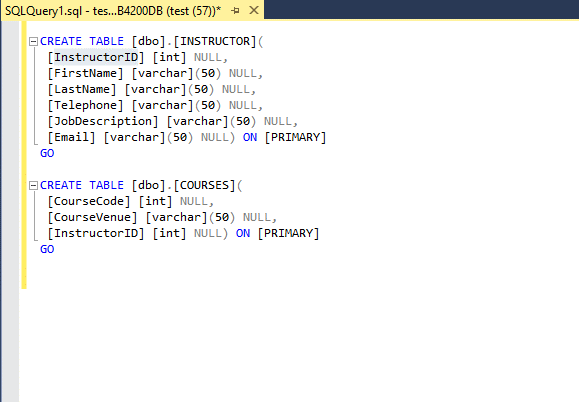 SQLQuery1.sql - tes...B4200DB (test (57))*
CREATE TABLE [dbo].[INSTRUCTOR](
[InstructorID] [int] NULL,
[FirstName] [varchar](50) NULL,
[LastName] [varchar](50) NULL,
[Telephone] [varchar](50) NULL,
[JobDescription] [varchar](50) NULL,
[Email] [varchar](50) NULL) ON [PRIMARY]
GO
CREATE TABLE [dbo].[COURSES](
[CourseCode] [int] NULL,
[CourseVenue] [varchar](50) NULL,
[InstructorID] [int] NULL) ON [PRIMARY]
GO